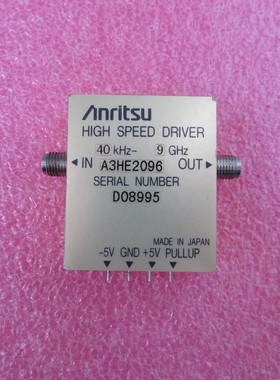 Anritsu
HIGH SPEED DRIVER
40 kHz- 9 GHz
IN A3HE2096 OUT
SERIAL NUMBER
D08995
MADE IN JAPAN
-5V GND +5V PULLUP